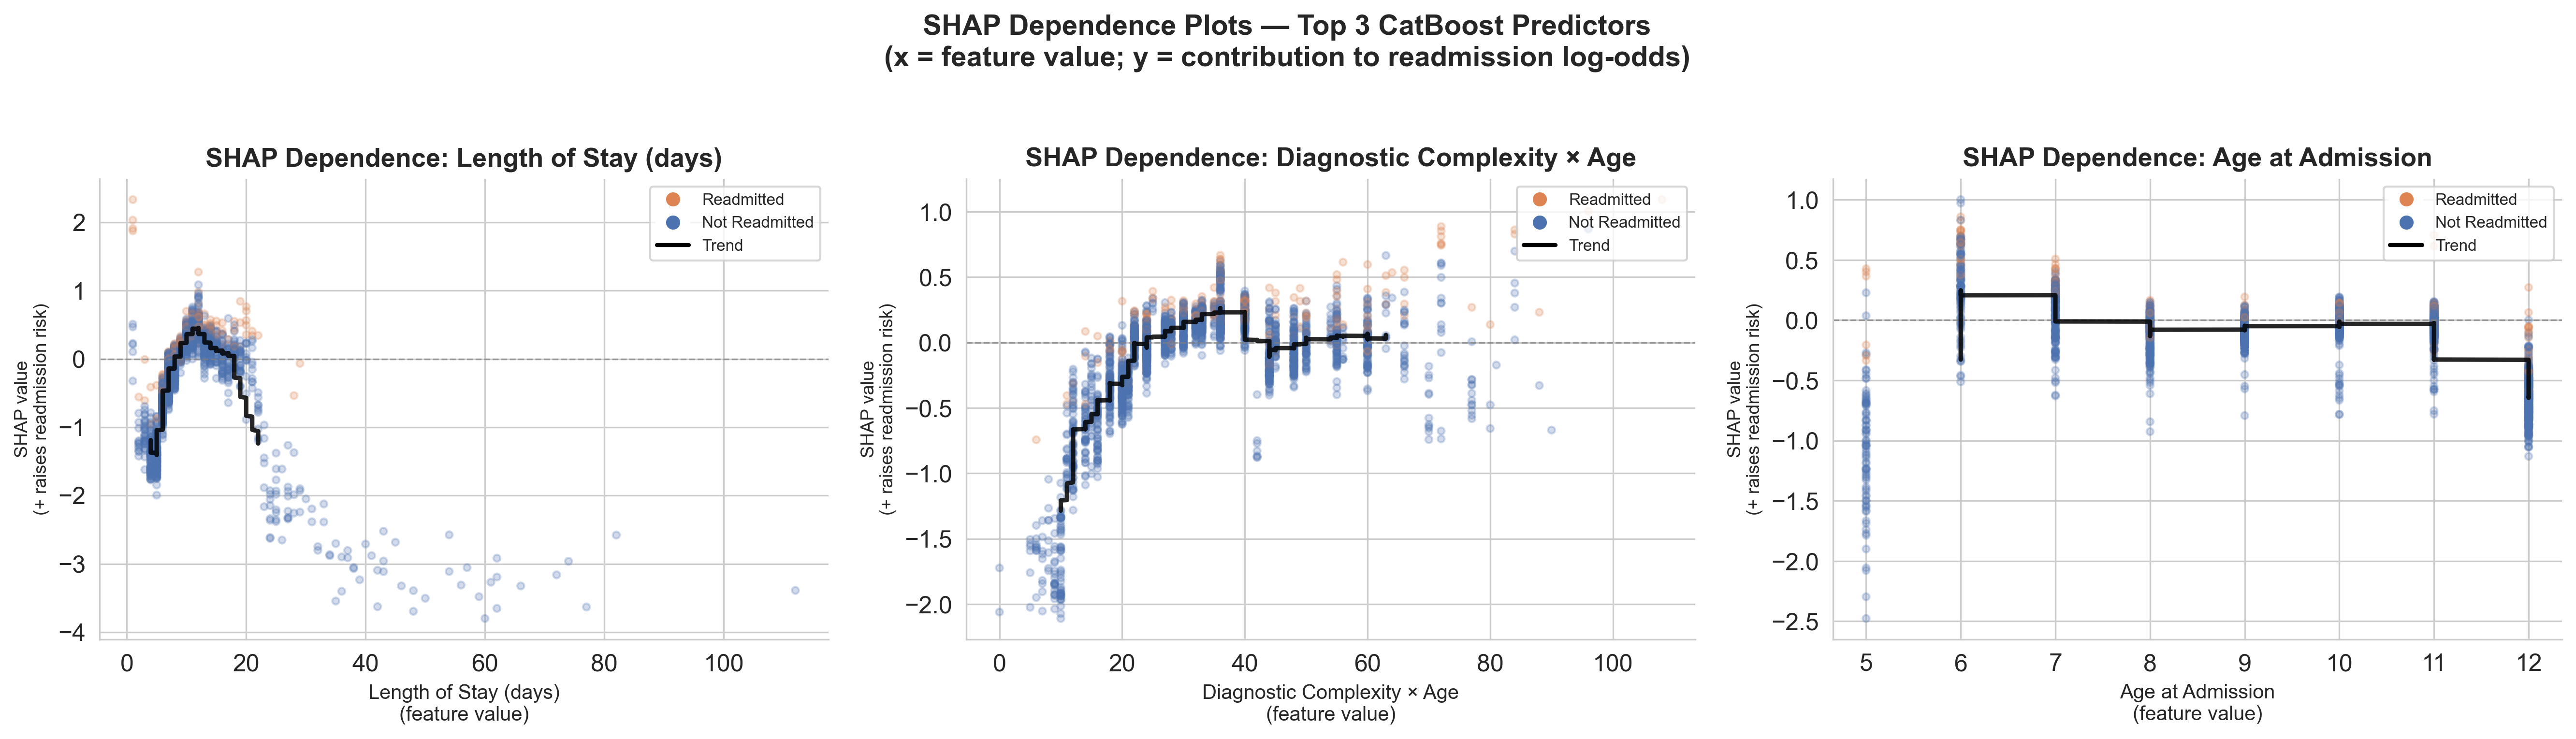 SHAP Dependence Plots — Top 3 CatBoost Predictors
(x = feature value; y = contribution to readmission log-odds)
SHAP Dependence: Length of Stay (days)
Readmitted
Not Readmitted
Trend
2
1
0
−1
−2
−3
−4
SHAP value
(+ raises readmission risk)
0
20
40
60
80
100
Length of Stay (days)
(feature value)
SHAP Dependence: Diagnostic Complexity × Age
Readmitted
Not Readmitted
Trend
1.0
0.5
0.0
−0.5
−1.0
−1.5
−2.0
SHAP value
(+ raises readmission risk)
0
20
40
60
80
100
Diagnostic Complexity × Age
(feature value)
SHAP Dependence: Age at Admission
Readmitted
Not Readmitted
Trend
1.0
0.5
0.0
−0.5
−1.0
−1.5
−2.0
−2.5
SHAP value
(+ raises readmission risk)
5
6
7
8
9
10
11
12
Age at Admission
(feature value)